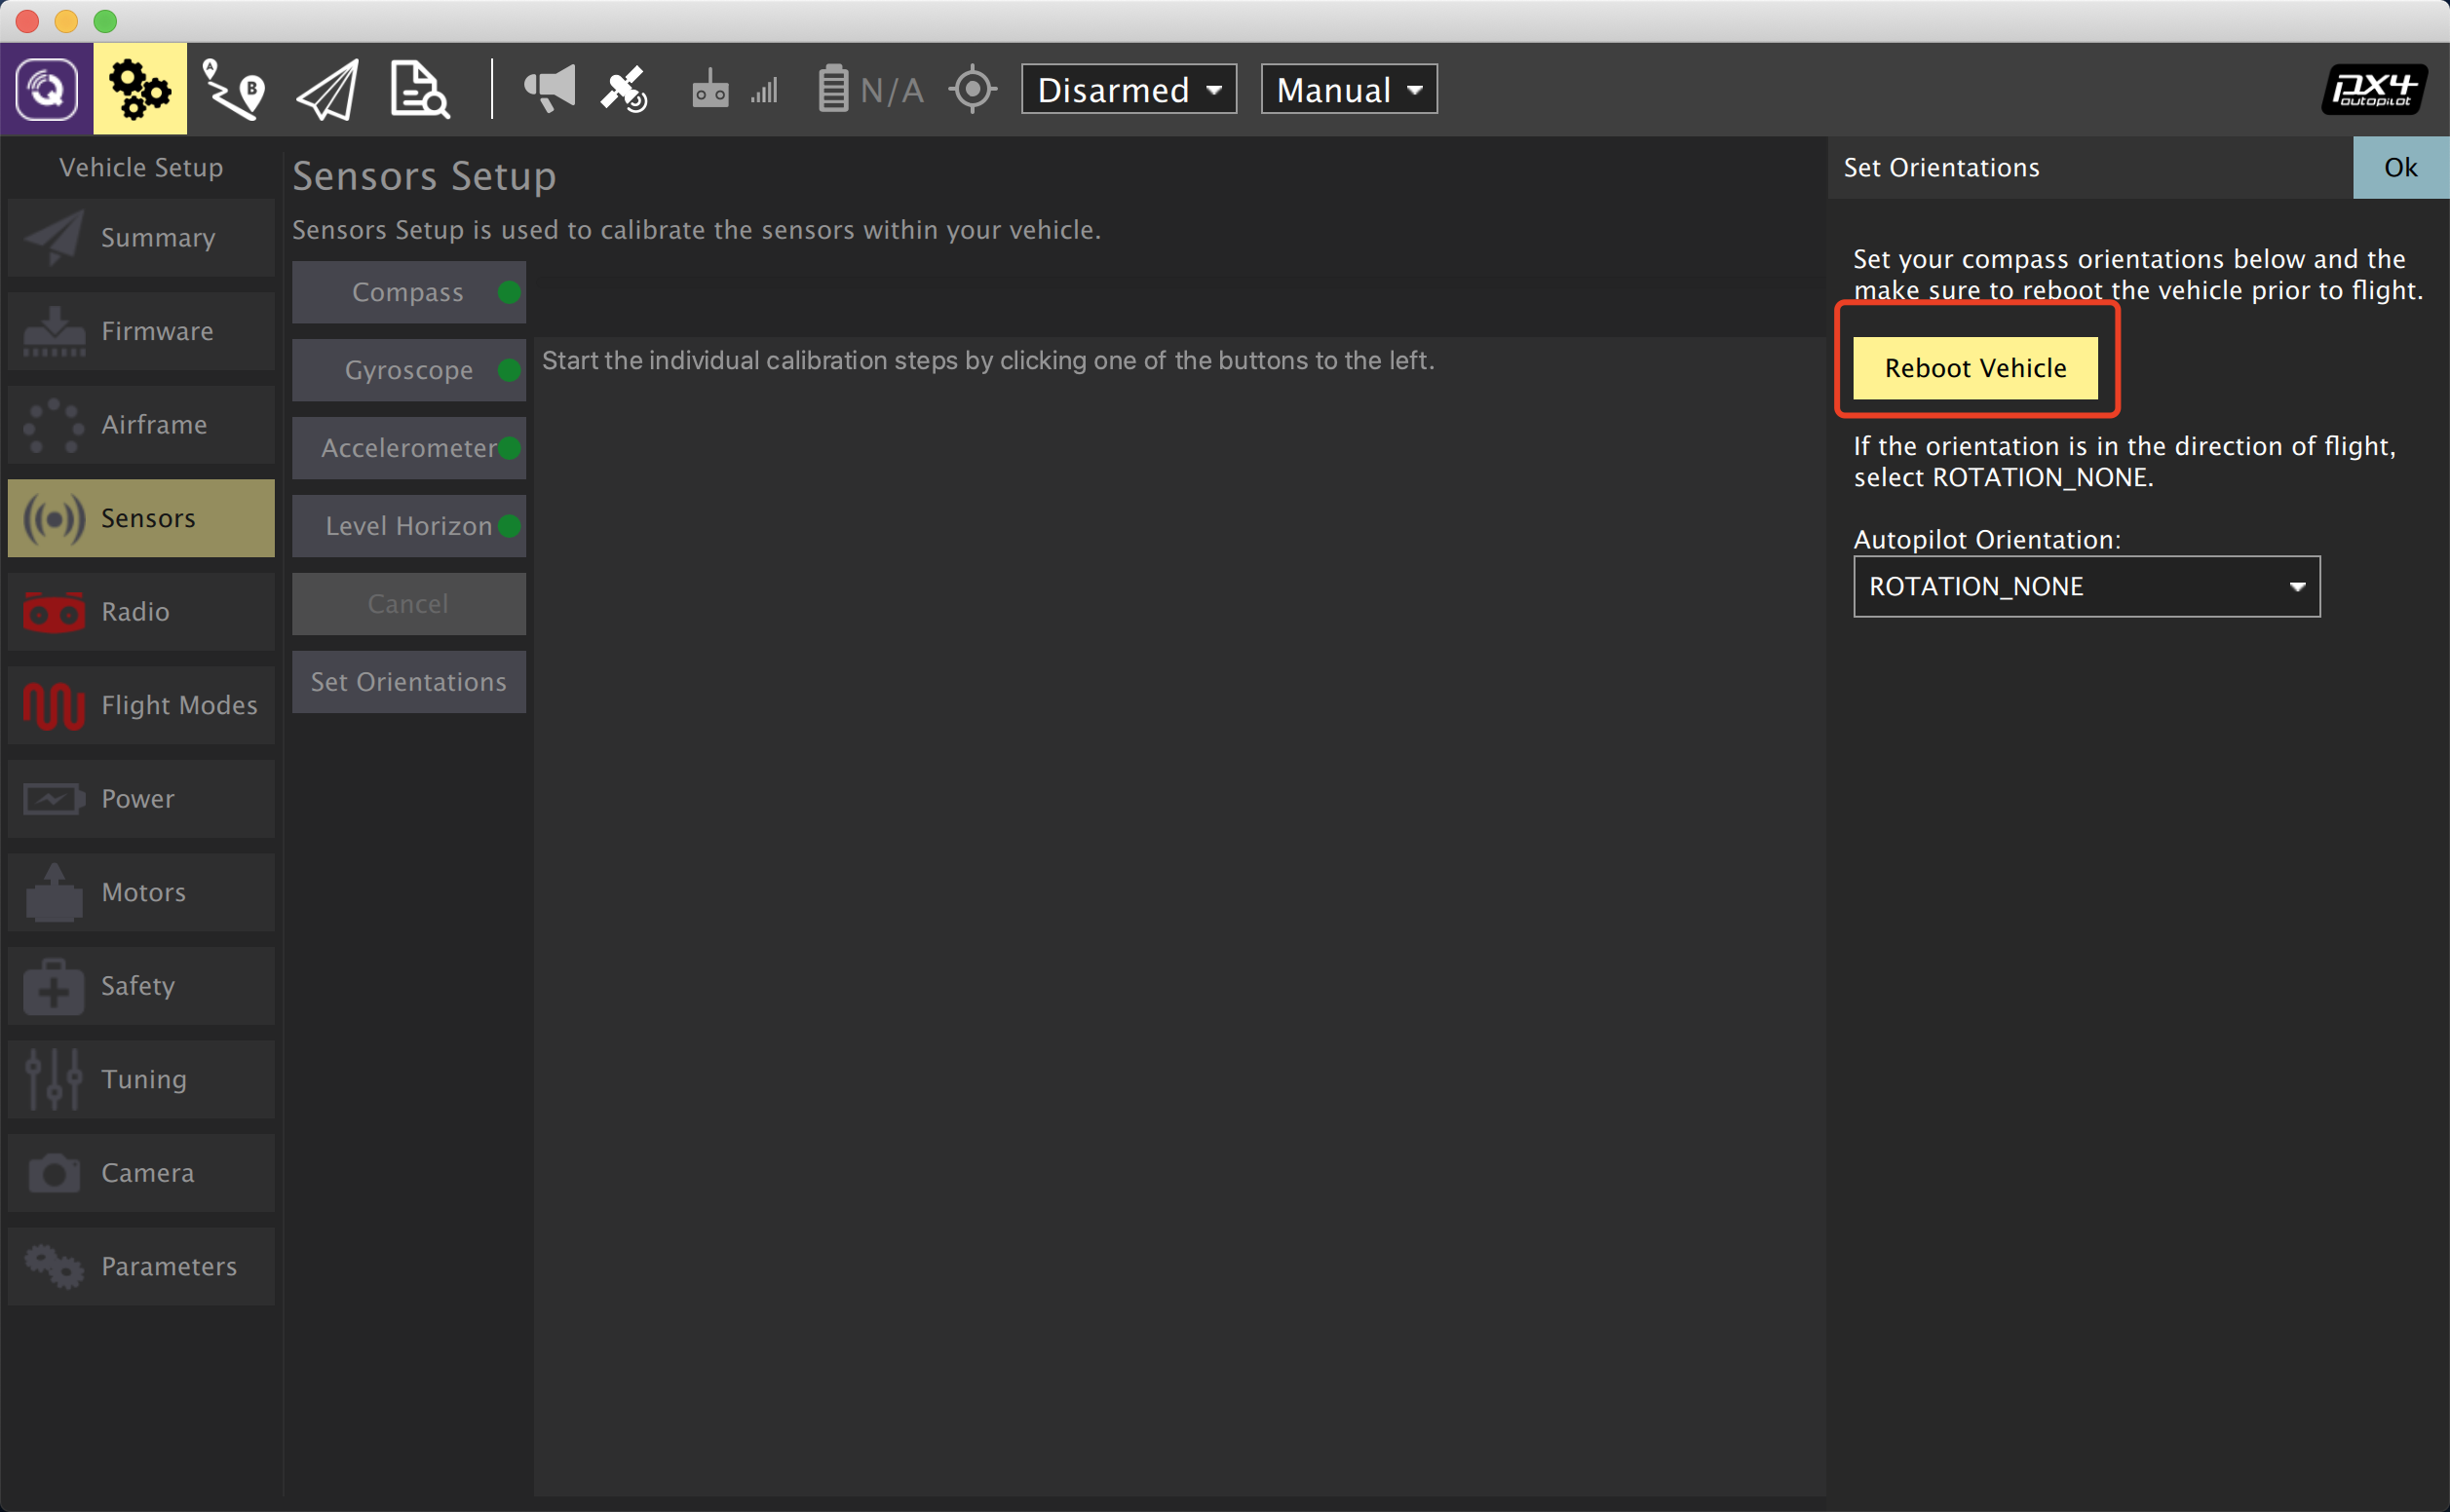 N/A
Disarmed
Manual
px4
autopilot
A
B
Vehicle Setup
Summary
Firmware
Airframe
Sensors
Radio
Flight Modes
Power
Motors
Safety
Tuning
Camera
Parameters
Sensors Setup
Sensors Setup is used to calibrate the sensors within your vehicle.
Compass
Gyroscope
Accelerometer
Level Horizon
Cancel
Set Orientations
Start the individual calibration steps by clicking one of the buttons to the left.
Set Orientations
Ok
Set your compass orientations below and the
make sure to reboot the vehicle prior to flight.
Reboot Vehicle
If the orientation is in the direction of flight,
select ROTATION_NONE.
Autopilot Orientation:
ROTATION_NONE